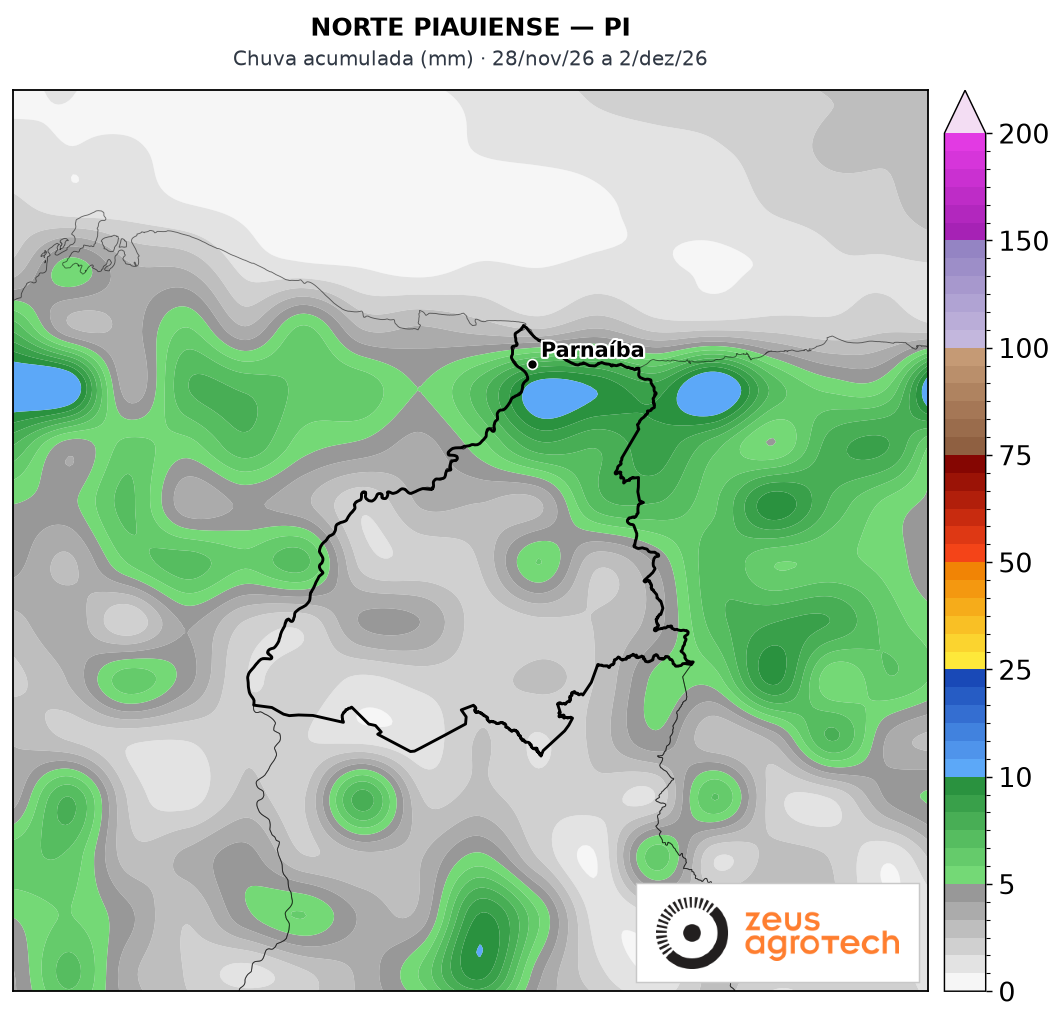 NORTE PIAUIENSE — PI
Chuva acumulada (mm) · 28/nov/26 a 2/dez/26
Parnaíba
200
150
100
75
50
25
10
5
0
zeus
agrotech